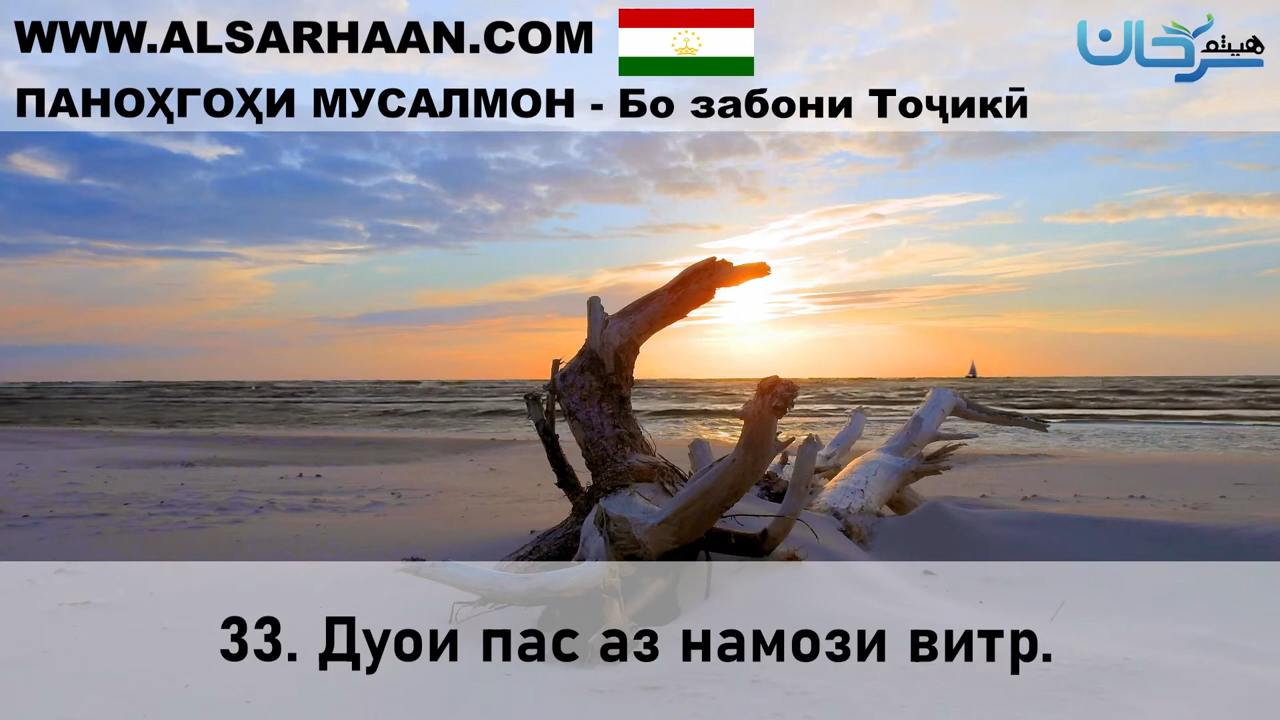 WWW.ALSARHAAN.COM
هيثم سرحان
ПАНОҲГОҲИ МУСАЛМОН - Бо забони Тоҷикӣ
33. Дуои пас аз намози витр.